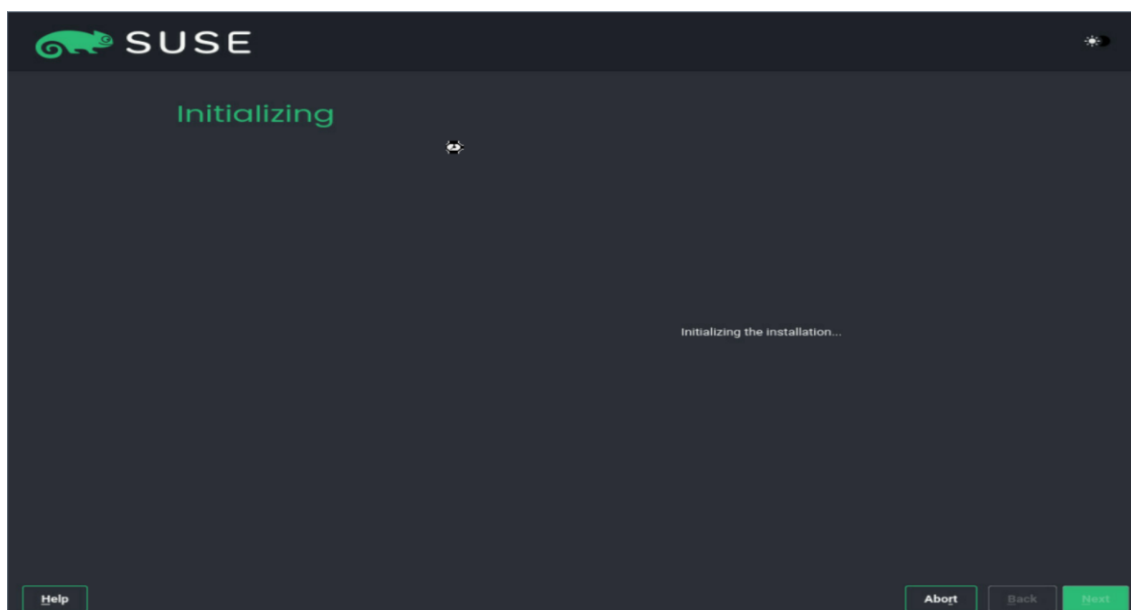 SUSE
Initializing
Initializing the installation...
Help
Abort
Back
Next